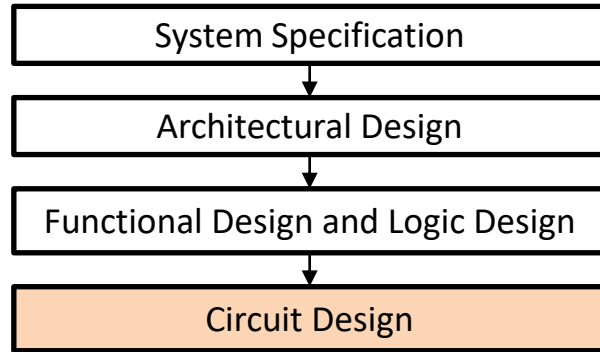 System Specification
Architectural Design
Functional Design and Logic Design
Circuit Design